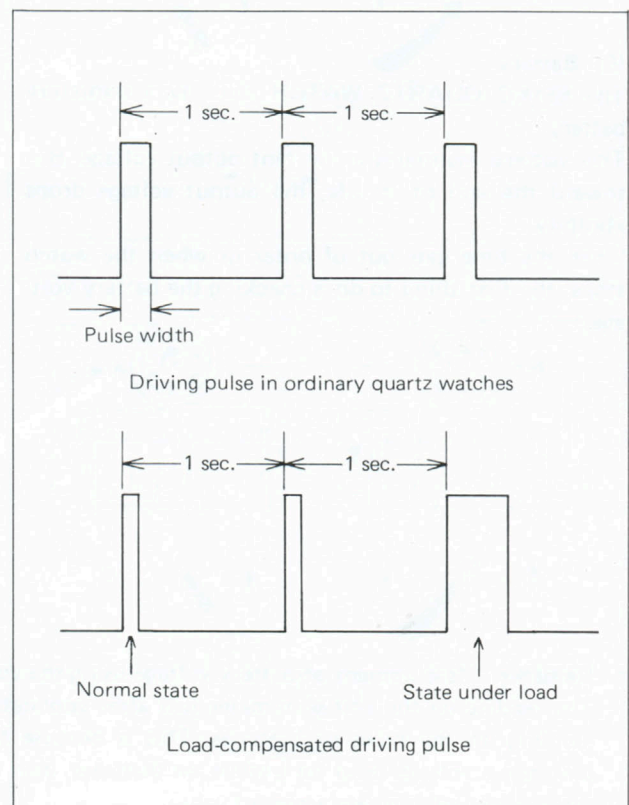 1 sec. 1 sec.
Pulse width
Driving pulse in ordinary quartz watches
1 sec. 1 sec.
Normal state State under load
Load-compensated driving pulse